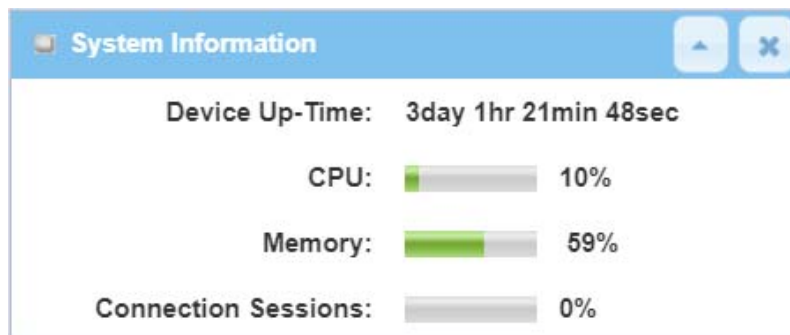 System Information
Device Up-Time: 3day 1hr 21min 48sec
CPU: 10%
Memory: 59%
Connection Sessions: 0%